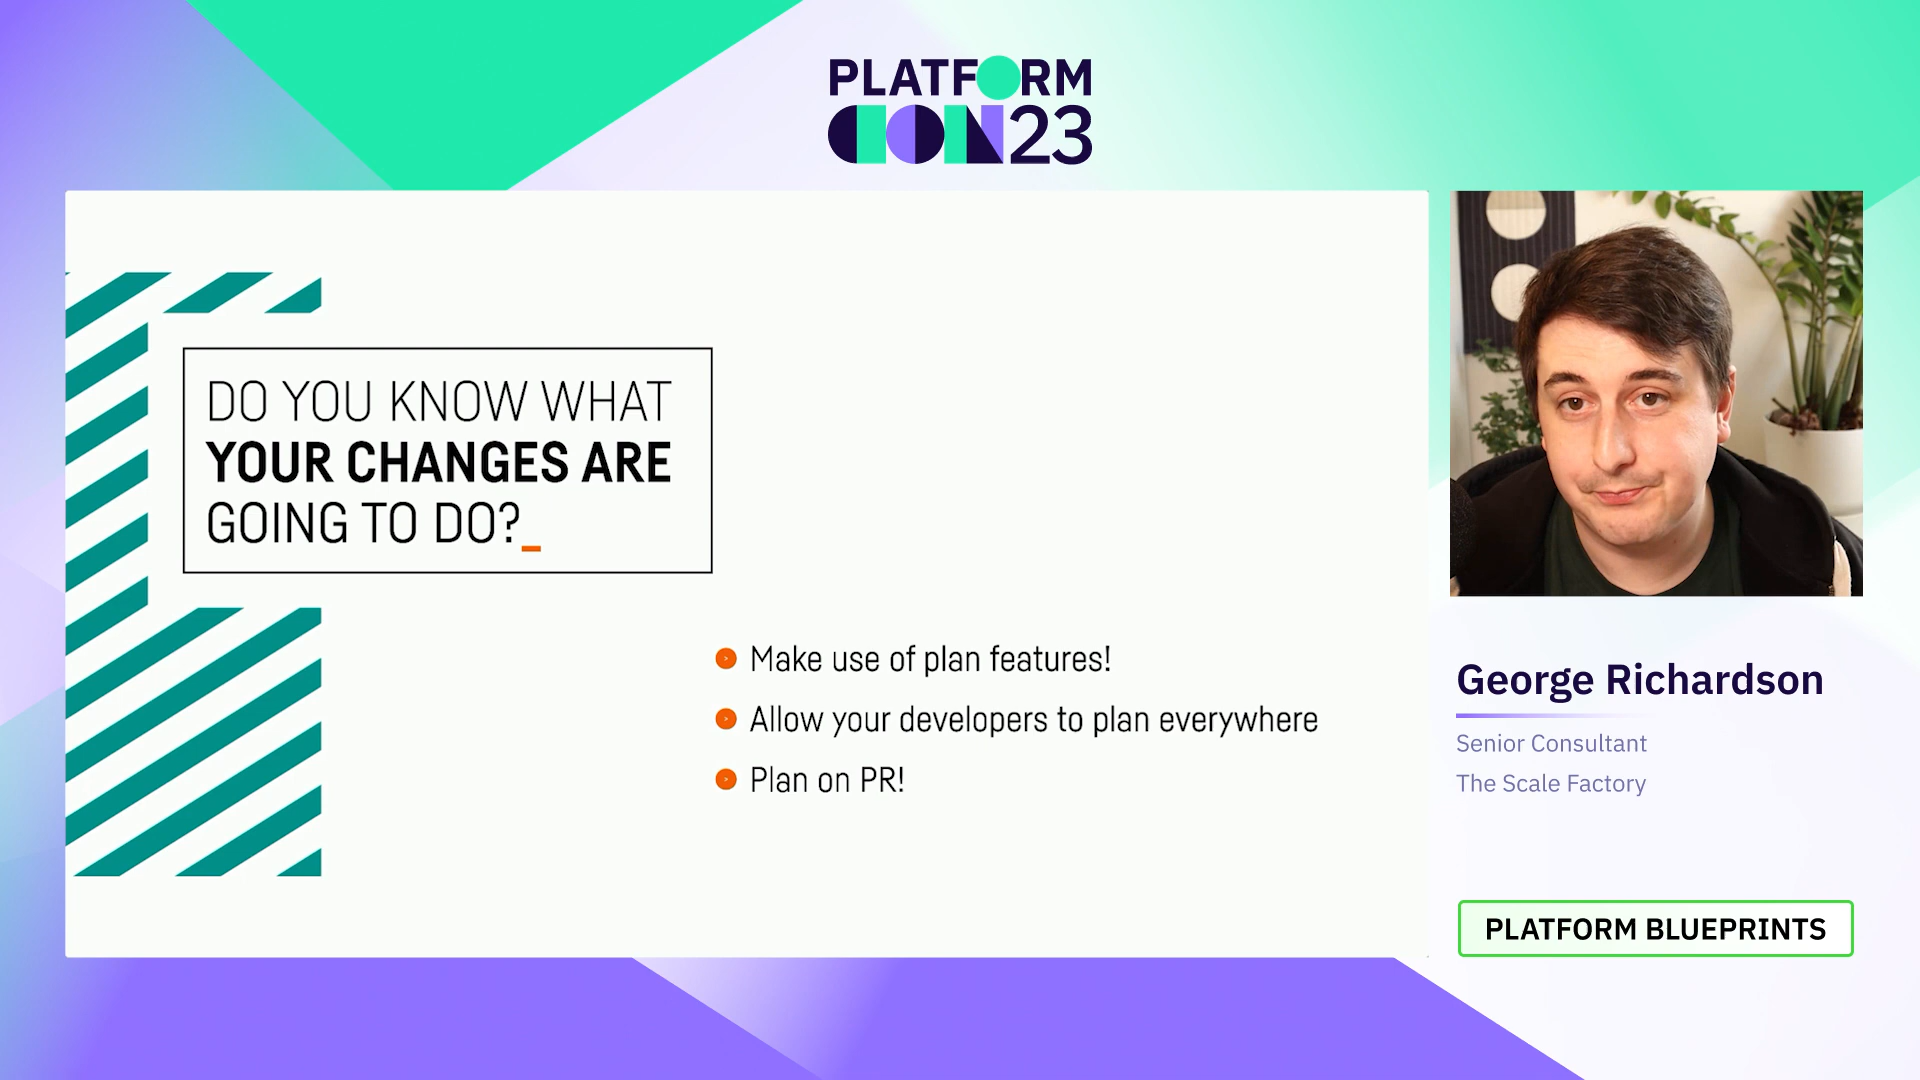 PLATFORM
CON23
DO YOU KNOW WHAT
YOUR CHANGES ARE
GOING TO DO?_
Make use of plan features!
Allow your developers to plan everywhere
Plan on PR!
George Richardson
Senior Consultant
The Scale Factory
PLATFORM BLUEPRINTS